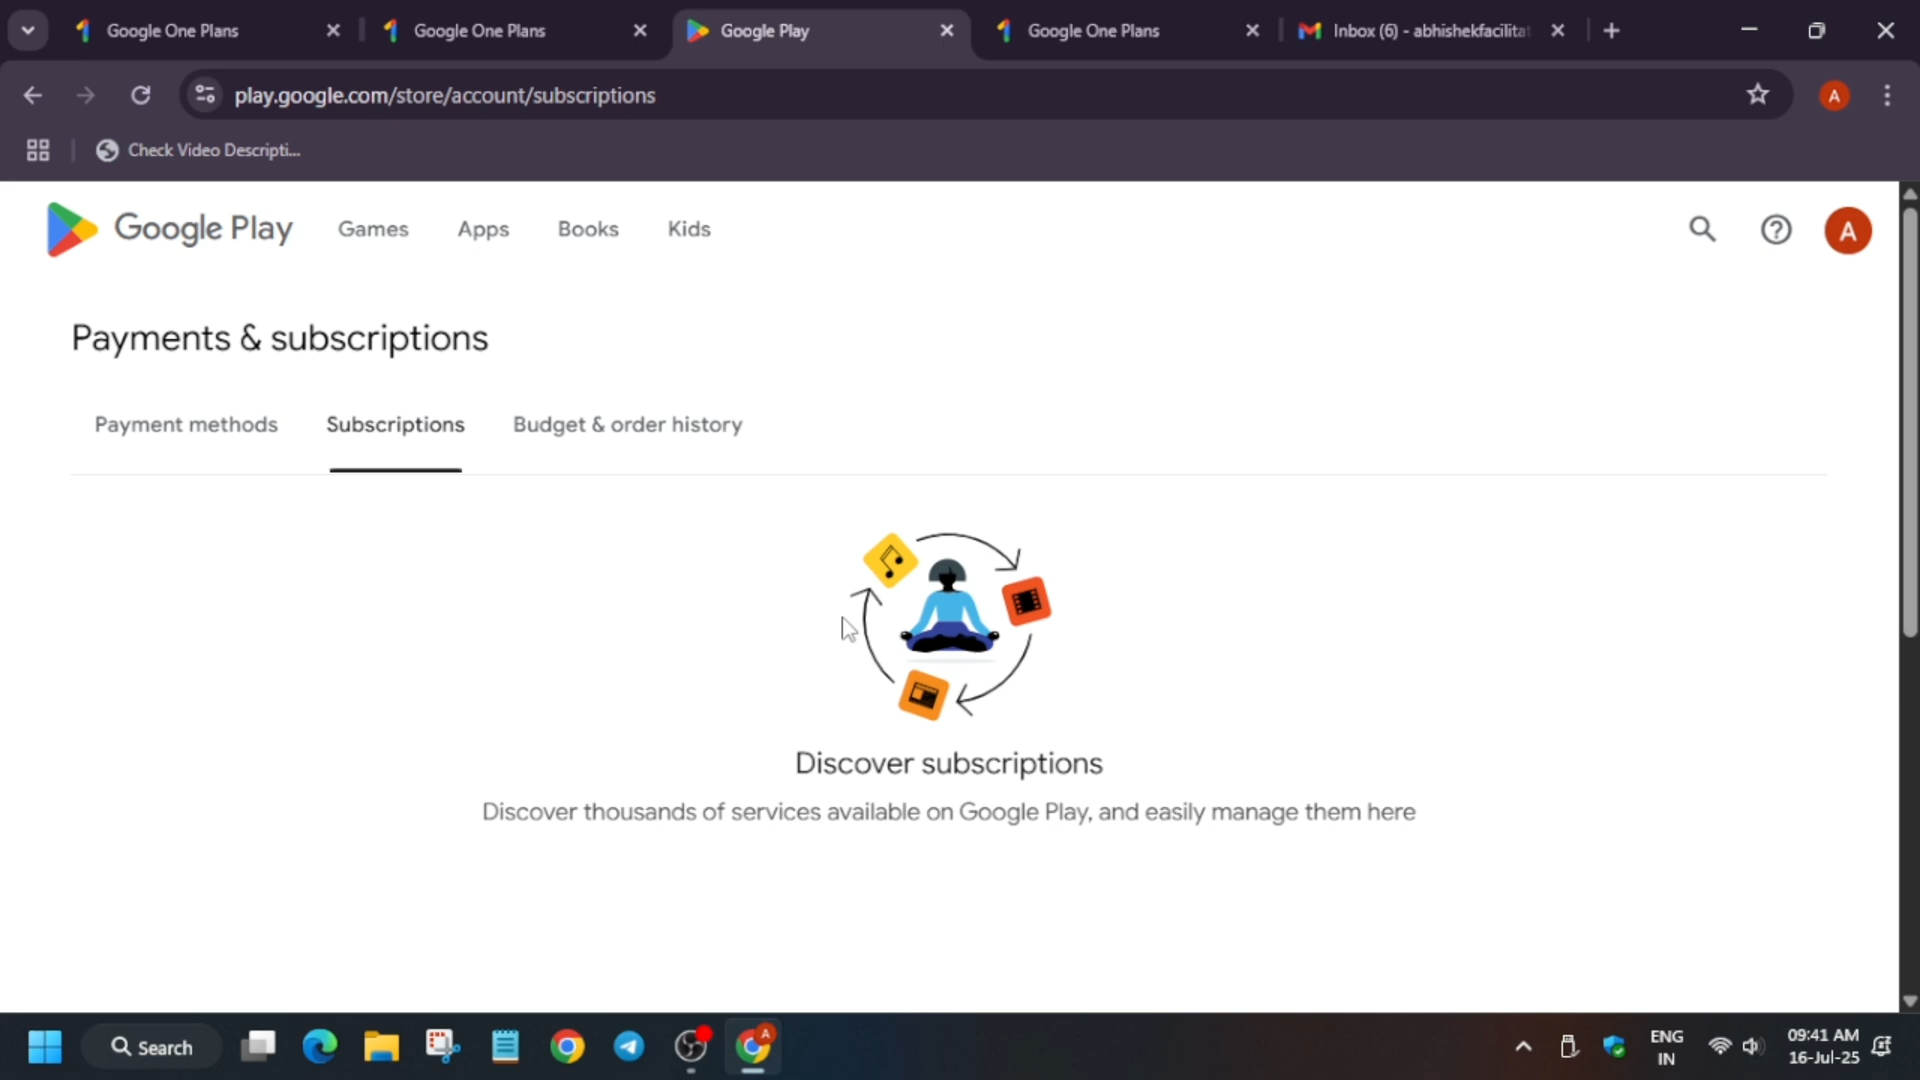 Google One Plans
Google One Plans
Google Play
Google One Plans
Inbox (6) - abhishekfacilitat
play.google.com/store/account/subscriptions
A
Check Video Descripti...
Google Play
Games
Apps
Books
Kids
A
Payments & subscriptions
Payment methods
Subscriptions
Budget & order history
Discover subscriptions
Discover thousands of services available on Google Play, and easily manage them here
Search
A
ENG
IN
09:41 AM
16-Jul-25